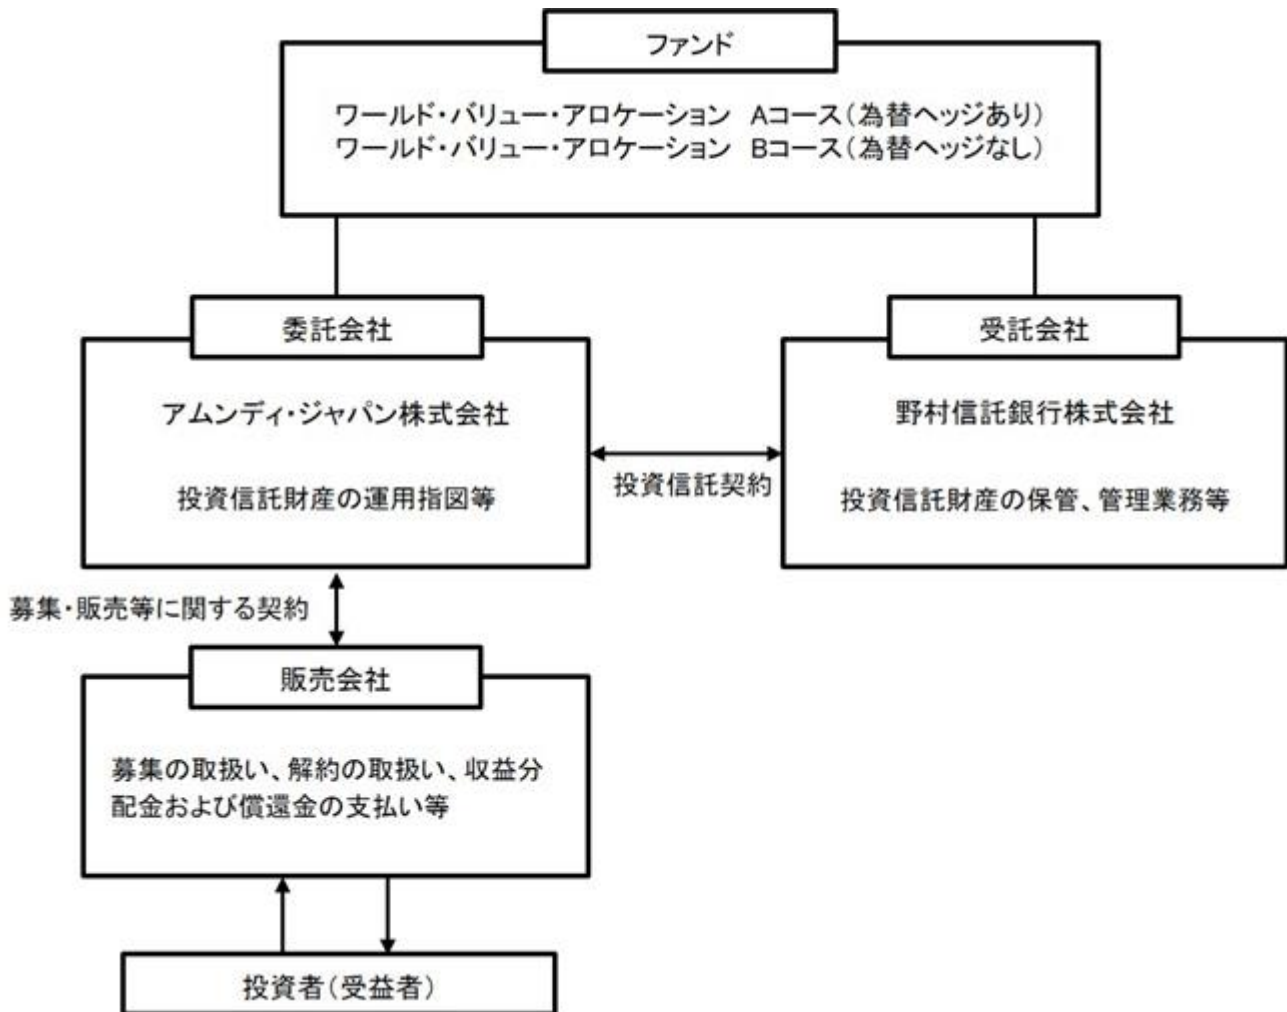 ファンド
ワールド・バリュー・アロケーション Aコース(為替ヘッジあり)
ワールド・バリュー・アロケーション Bコース(為替ヘッジなし)
委託会社
アムンディ・ジャパン株式会社
投資信託財産の運用指図等
投資信託契約
受託会社
野村信託銀行株式会社
投資信託財産の保管、管理業務等
募集・販売等に関する契約
販売会社
募集の取扱い、解約の取扱い、収益分
配金および償還金の支払い等
投資者(受益者)